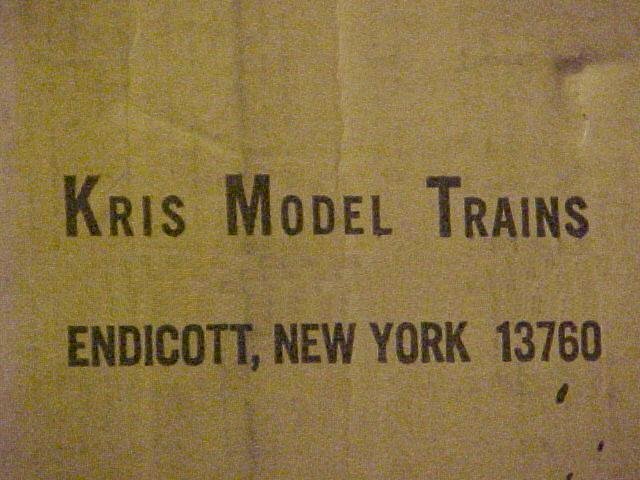 KRIS MODEL TRAINS
ENDICOTT, NEW YORK 13760